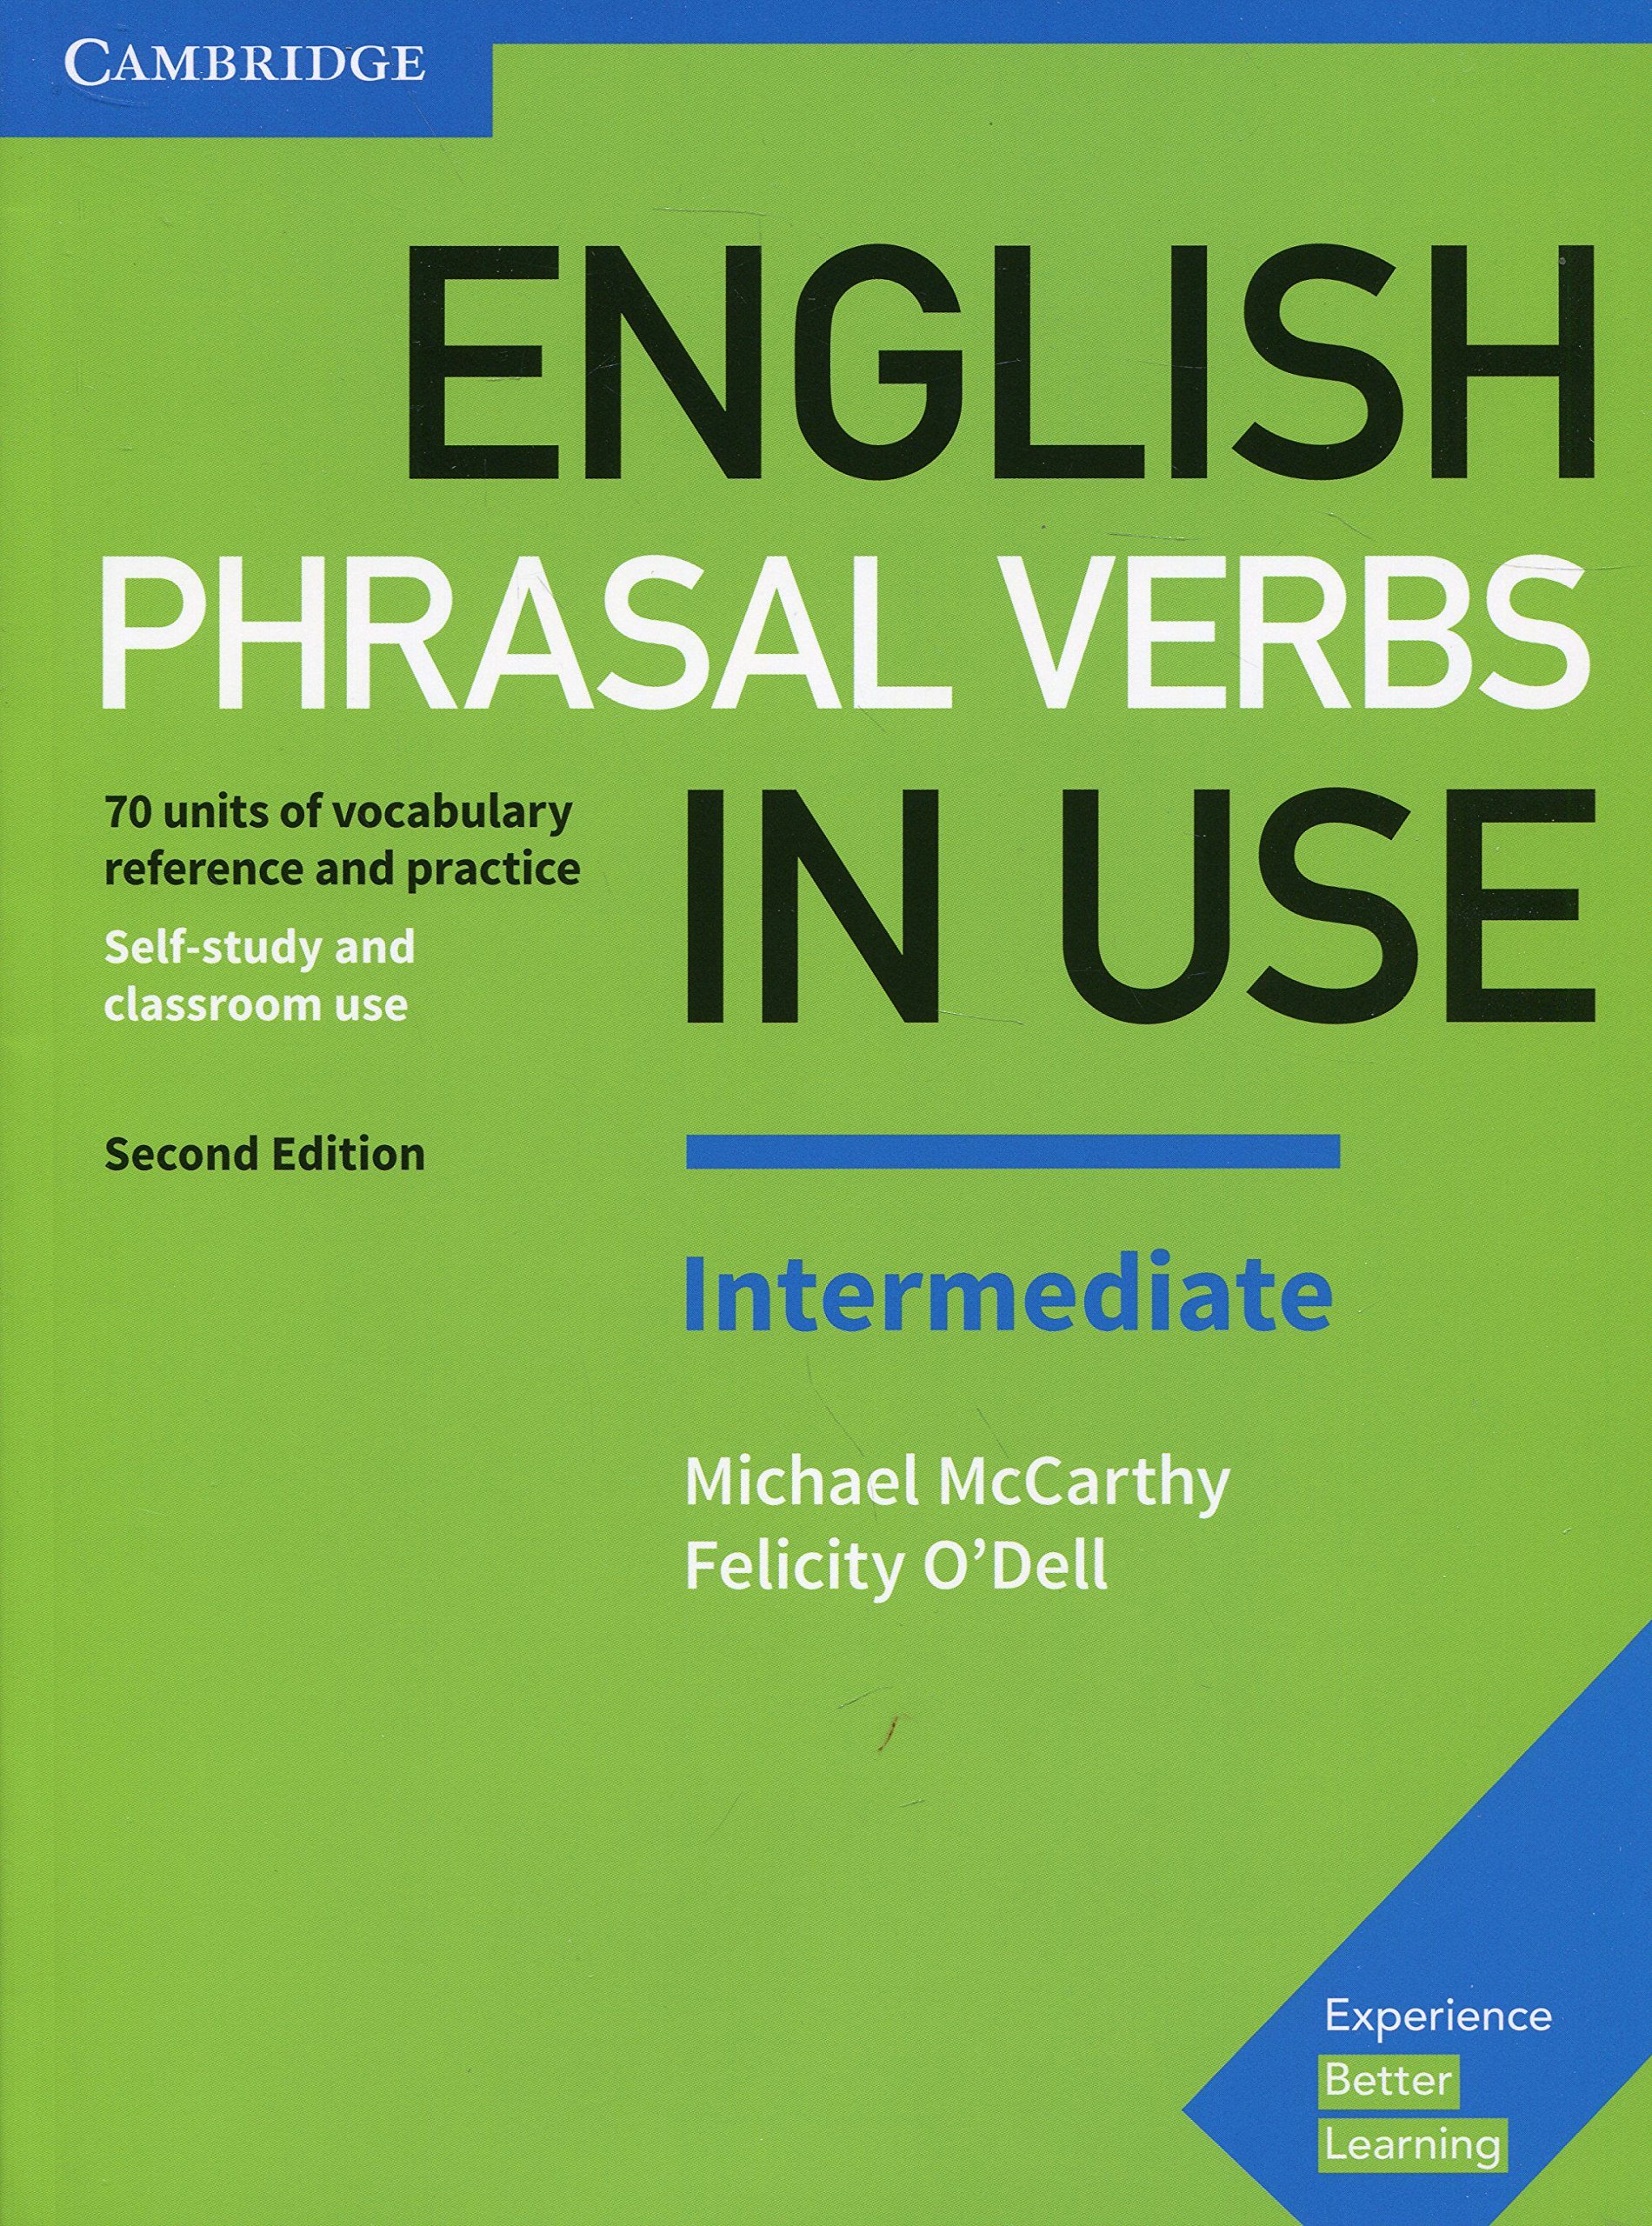 CAMBRIDGE
ENGLISH
PHRASAL VERBS
IN USE
70 units of vocabulary
reference and practice
Self-study and
classroom use
Second Edition
Intermediate
Michael McCarthy
Felicity O’Dell
Experience
Better
Learning